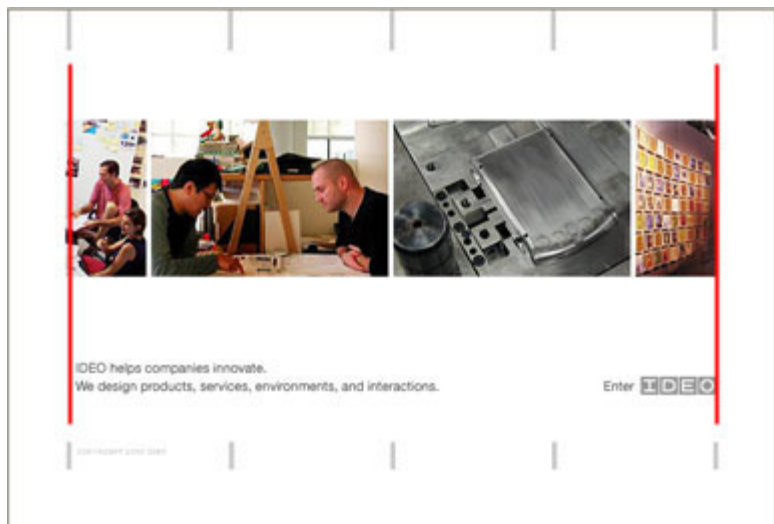 IDEO helps companies innovate.
We design products, services, environments, and interactions.
Enter IDEO